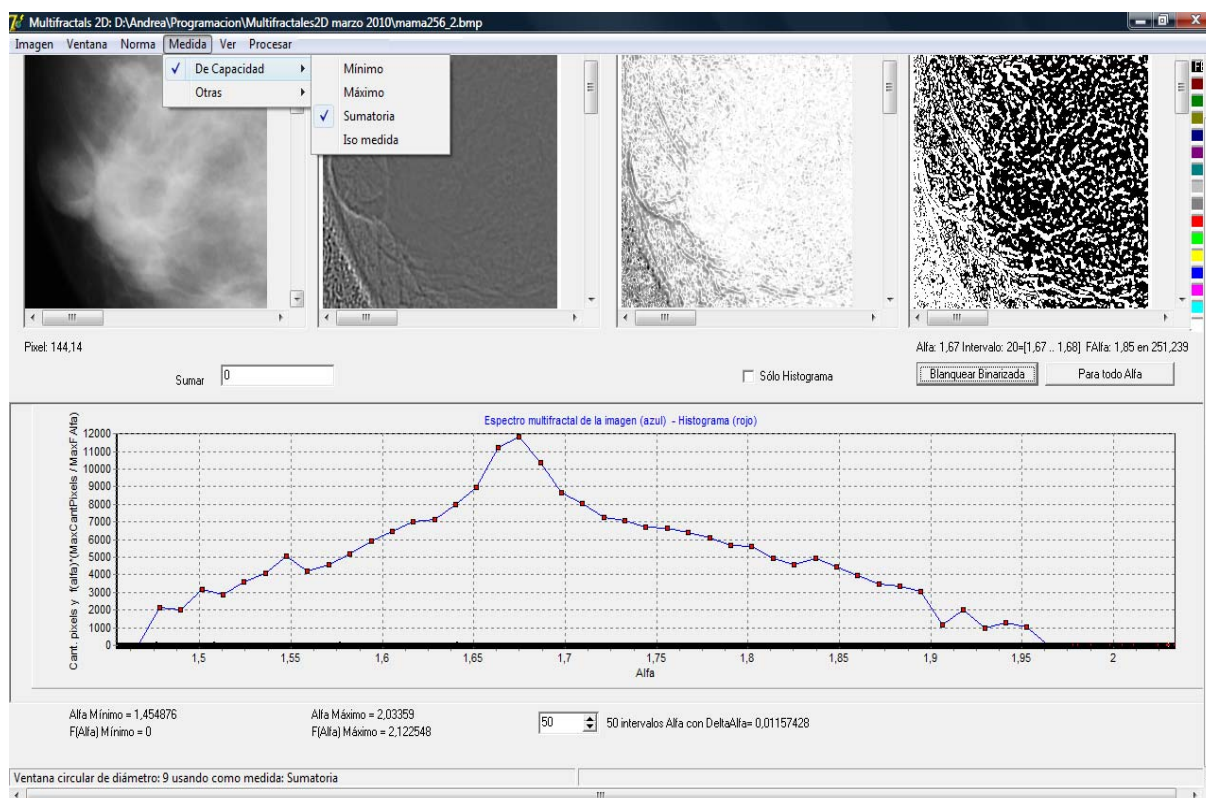 Multifractals 2D: D:\Andrea\Programacion\Multifractales2D marzo 2010\mama256_2.bmp
Imagen Ventana Norma Medida Ver Procesar
De Capacidad
Otras
Mínimo
Máximo
Sumatoria
Iso medida
Pixel: 144,14
Alfa: 1,67 Intervalo: 20=[1,67 .. 1,68] FAlfa: 1,85 en 251,239
Sumar 0
Sólo Histograma
Blanquear Binarizada
Para todo Alfa
Espectro multifractal de la imagen (azul) - Histograma (rojo)
Cant. pixels y f(alfa)*(MaxCantPixels / MaxFAlfa)
12000
11000
10000
9000
8000
7000
6000
5000
4000
3000
2000
1000
0
1,5 1,55 1,6 1,65 1,7 1,75 1,8 1,85 1,9 1,95 2
Alfa
Alfa Mínimo = 1,454876
F(Alfa) Mínimo = 0
Alfa Máximo = 2,03359
F(Alfa) Máximo = 2,122548
50
50 intervalos Alfa con DeltaAlfa= 0,01157428
Ventana circular de diámetro: 9 usando como medida: Sumatoria